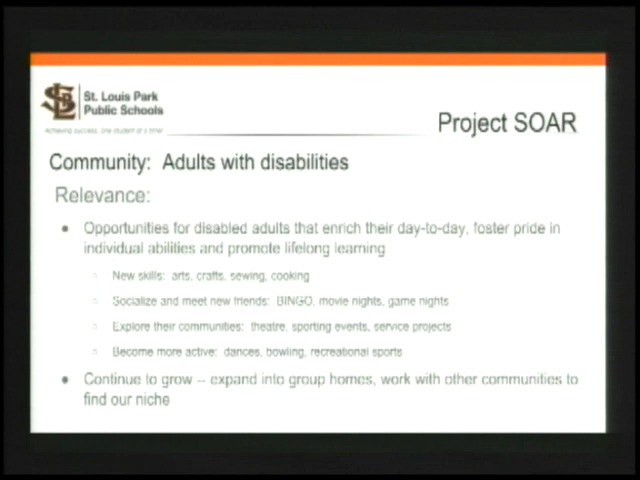 SLP
St. Louis Park
Public Schools
Achieving success, one student at a time!
Project SOAR
Community: Adults with disabilities
Relevance:
Opportunities for disabled adults that enrich their day-to-day, foster pride in
individual abilities and promote lifelong learning
New skills: arts, crafts, sewing, cooking
Socialize and meet new friends: BINGO, movie nights, game nights
Explore their communities: theatre, sporting events, service projects
Become more active: dances, bowling, recreational sports
Continue to grow -- expand into group homes, work with other communities to
find our niche